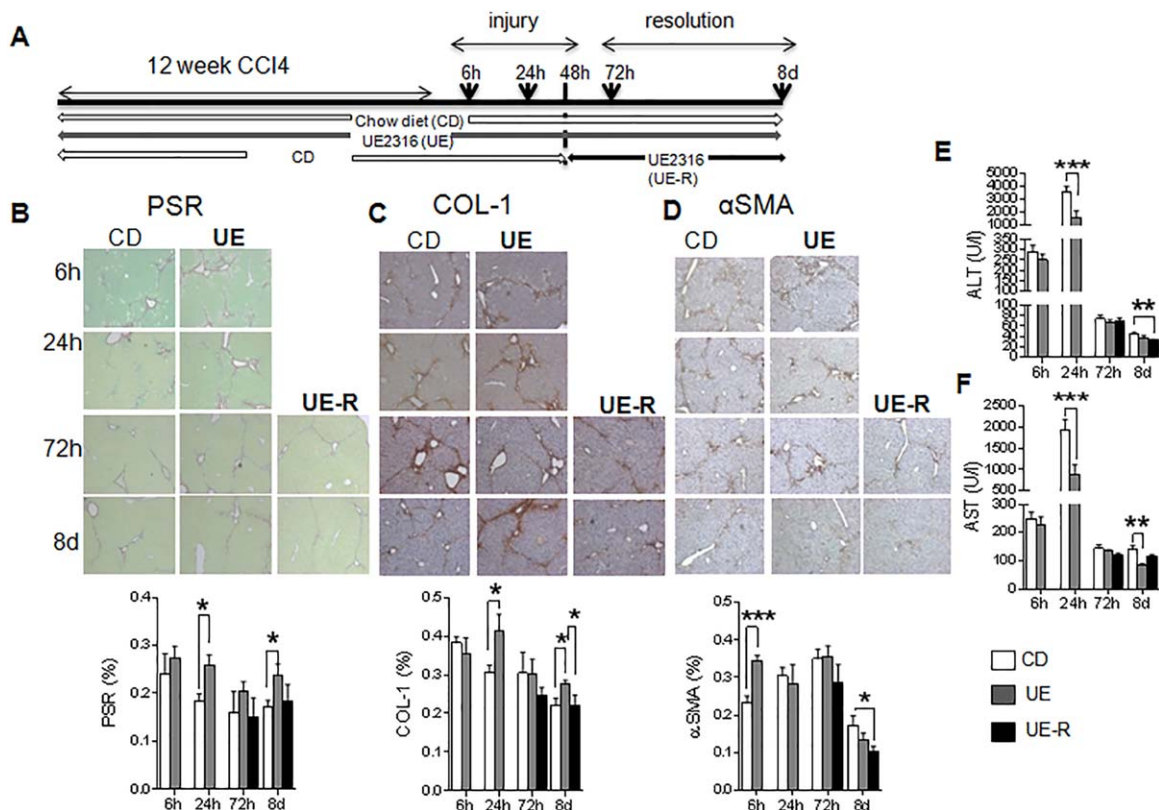 A
injury
resolution
12 week CCl4
6h
24h
48h
72h
8d
Chow diet (CD)
UE2316 (UE)
CD
UE2316
(UE-R)
B
PSR
CD
UE
6h
24h
72h
8d
UE-R
PSR (%)
0.4
0.3
0.2
0.1
0.0
*
*
6h 24h 72h 8d
C
COL-1
CD
UE
UE-R
COL-1 (%)
0.5
0.4
0.3
0.2
0.1
0.0
*
*
*
6h 24h 72h 8d
D
αSMA
CD
UE
UE-R
αSMA (%)
0.5
0.4
0.3
0.2
0.1
0.0
***
*
6h 24h 72h 8d
E
ALT (U/l)
5000
4000
3000
2000
1000
350
300
250
200
150
100
100
80
60
40
20
0
***
**
6h 24h 72h 8d
F
AST (U/l)
2500
2000
1500
1000
500
300
200
100
0
***
**
6h 24h 72h 8d
CD
UE
UE-R